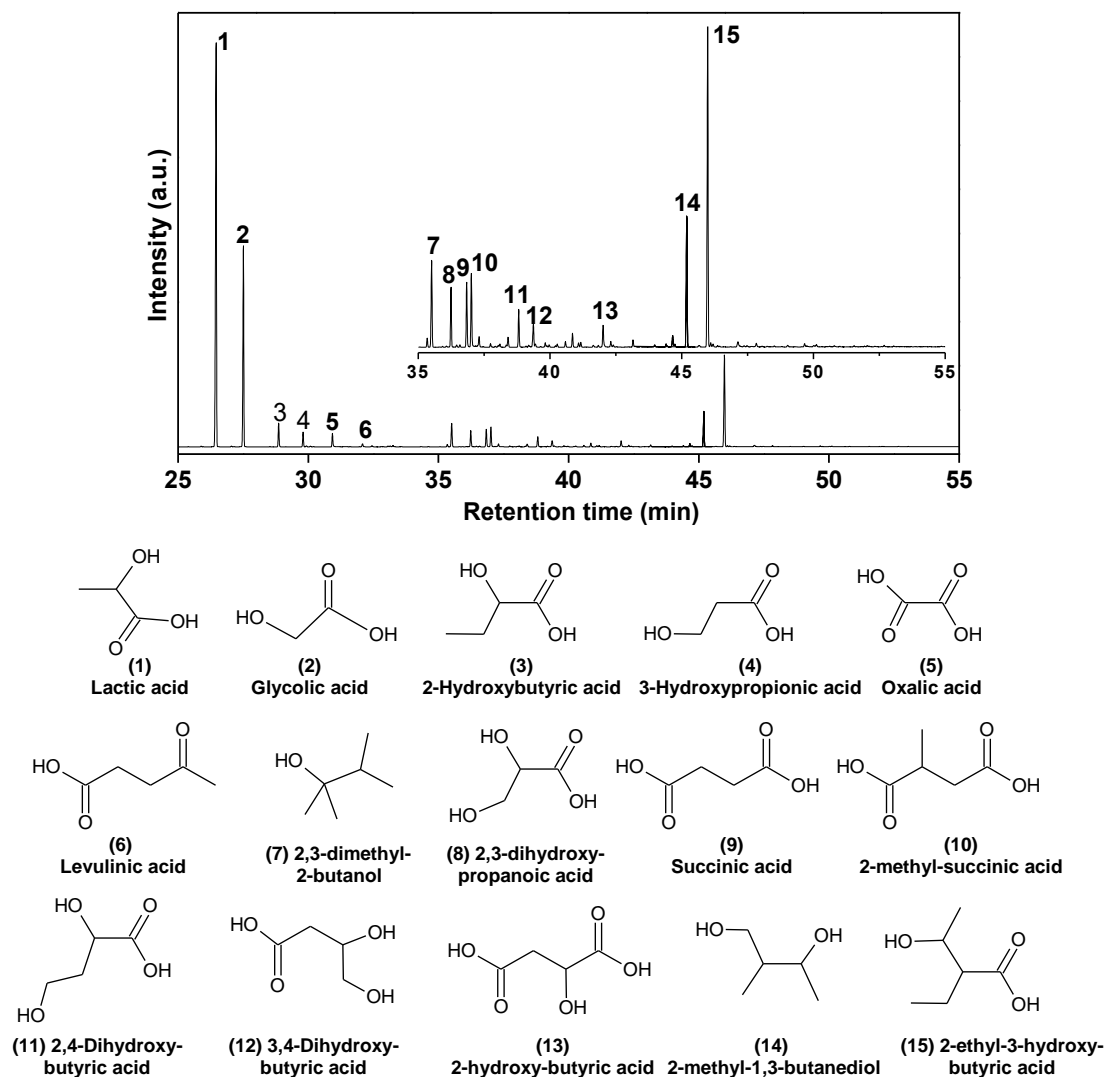 Intensity (a.u.)
1
2
3
4
5
6
7
8
9
10
11
12
13
14
15
35 40 45 50 55
25 30 35 40 45 50 55
Retention time (min)
OH
O
OH
O
HO
OH
HO
O
OH
O
HO
OH
HO
O
O
OH
(1)
Lactic acid
(2)
Glycolic acid
(3)
2-Hydroxybutyric acid
(4)
3-Hydroxypropionic acid
(5)
Oxalic acid
O
HO
O
HO
HO
O
HO
OH
O
HO
OH
O
O
HO
OH
O
(6)
Levulinic acid
(7) 2,3-dimethyl-
2-butanol
(8) 2,3-dihydroxy-
propanoic acid
(9)
Succinic acid
(10)
2-methyl-succinic acid
HO
O
OH
HO
HO
OH
O
OH
O
HO
OH
O
OH
HO
OH
HO
O
OH
(11) 2,4-Dihydroxy-
butyric acid
(12) 3,4-Dihydroxy-
butyric acid
(13)
2-hydroxy-butyric acid
(14)
2-methyl-1,3-butanediol
(15) 2-ethyl-3-hydroxy-
butyric acid